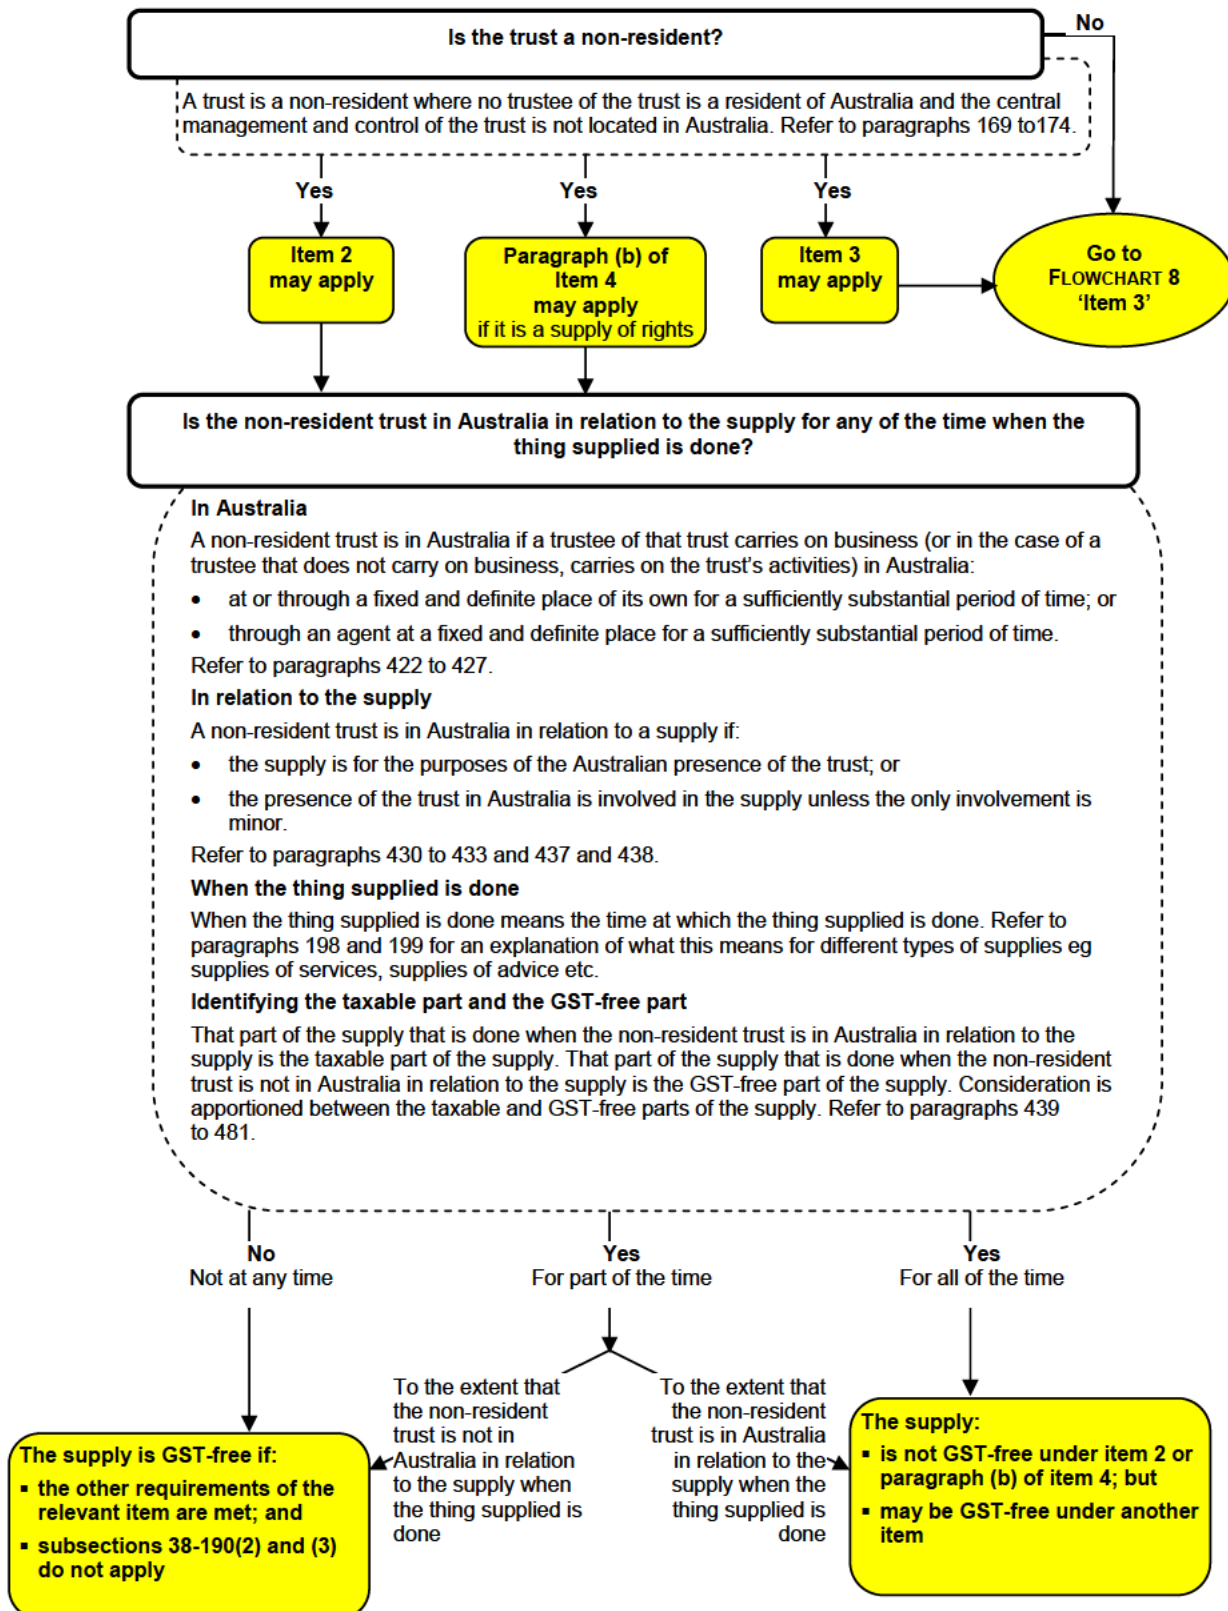 Is the trust a non-resident?
No
A trust is a non-resident where no trustee of the trust is a resident of Australia and the central
management and control of the trust is not located in Australia. Refer to paragraphs 169 to174.
Yes
Yes
Yes
Item 2
may apply
Paragraph (b) of
Item 4
may apply
if it is a supply of rights
Item 3
may apply
Go to
FLOWCHART 8
‘Item 3’
Is the non-resident trust in Australia in relation to the supply for any of the time when the
thing supplied is done?
In Australia
A non-resident trust is in Australia if a trustee of that trust carries on business (or in the case of a
trustee that does not carry on business, carries on the trust’s activities) in Australia:
• at or through a fixed and definite place of its own for a sufficiently substantial period of time; or
• through an agent at a fixed and definite place for a sufficiently substantial period of time.
Refer to paragraphs 422 to 427.
In relation to the supply
A non-resident trust is in Australia in relation to a supply if:
• the supply is for the purposes of the Australian presence of the trust; or
• the presence of the trust in Australia is involved in the supply unless the only involvement is
minor.
Refer to paragraphs 430 to 433 and 437 and 438.
When the thing supplied is done
When the thing supplied is done means the time at which the thing supplied is done. Refer to
paragraphs 198 and 199 for an explanation of what this means for different types of supplies eg
supplies of services, supplies of advice etc.
Identifying the taxable part and the GST-free part
That part of the supply that is done when the non-resident trust is in Australia in relation to the
supply is the taxable part of the supply. That part of the supply that is done when the non-resident
trust is not in Australia in relation to the supply is the GST-free part of the supply. Consideration is
apportioned between the taxable and GST-free parts of the supply. Refer to paragraphs 439
to 481.
No
Not at any time
Yes
For part of the time
Yes
For all of the time
To the extent that
the non-resident
trust is not in
Australia in relation
to the supply when
the thing supplied is
done
To the extent that
the non-resident
trust is in Australia
in relation to the
supply when the
thing supplied is
done
The supply is GST-free if:
▪ the other requirements of the
relevant item are met; and
▪ subsections 38-190(2) and (3)
do not apply
The supply:
▪ is not GST-free under item 2 or
paragraph (b) of item 4; but
▪ may be GST-free under another
item